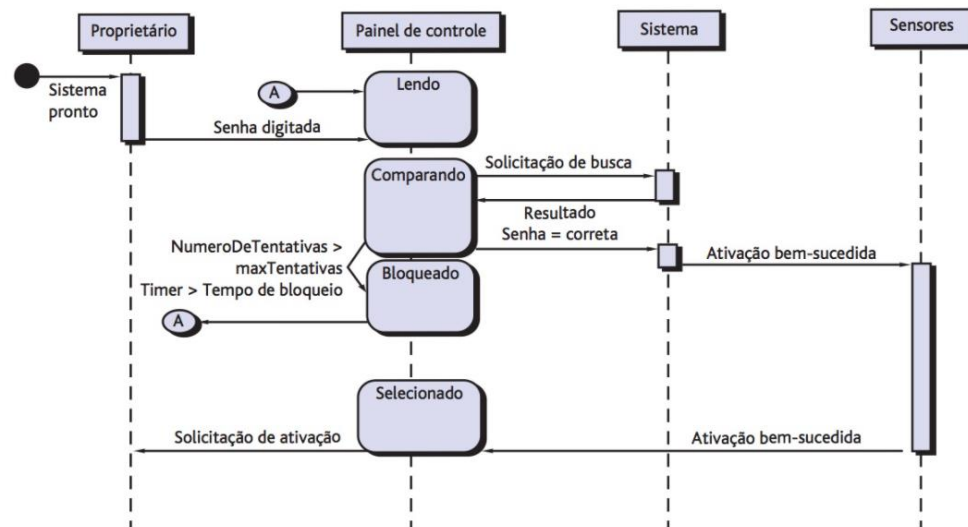 Proprietário
Painel de controle
Sistema
Sensores
Sistema
pronto
A
Lendo
Senha digitada
Comparando
Solicitação de busca
Resultado
Senha = correta
NumeroDeTentativas >
maxTentativas
Timer > Tempo de bloqueio
Bloqueado
Ativação bem-sucedida
A
Selecionado
Solicitação de ativação
Ativação bem-sucedida